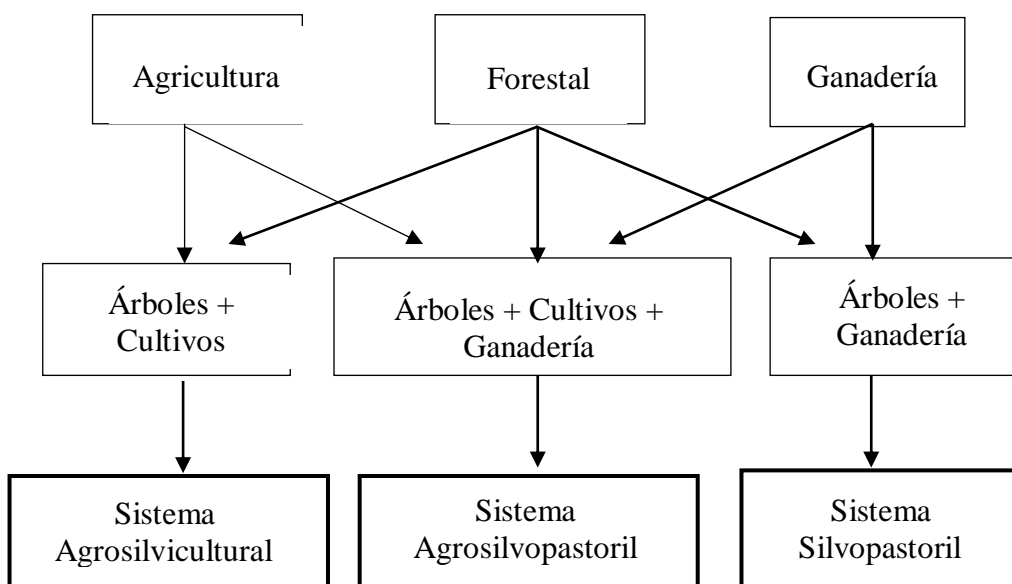 Agricultura
Forestal
Ganadería
Árboles +
Cultivos
Árboles + Cultivos +
Ganadería
Árboles +
Ganadería
Sistema
Agrosilvicultural
Sistema
Agrosilvopastoril
Sistema
Silvopastoril